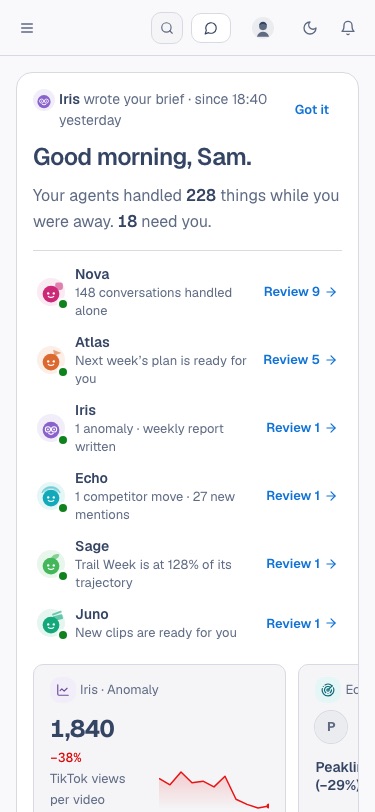 Iris wrote your brief · since 18:40
yesterday
Got it
Good morning, Sam.
Your agents handled 228 things while you
were away. 18 need you.
Nova
148 conversations handled
alone
Review 9 →
Atlas
Next week's plan is ready for
you
Review 5 →
Iris
1 anomaly · weekly report
written
Review 1 →
Echo
1 competitor move · 27 new
mentions
Review 1 →
Sage
Trail Week is at 128% of its
trajectory
Review 1 →
Juno
New clips are ready for you
Review 1 →
Iris · Anomaly
1,840
−38%
TikTok views
per video
P
(−29%)